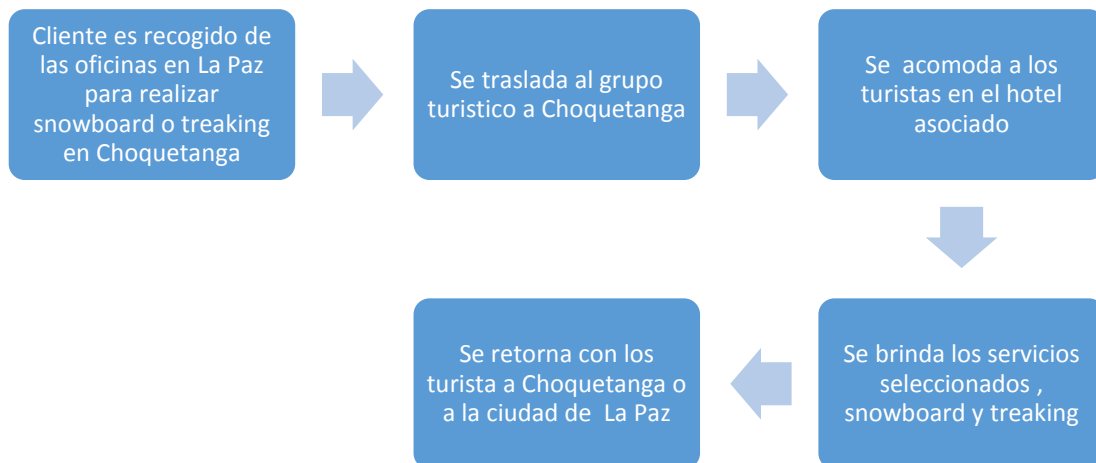 Cliente es recogido de
las oficinas en La Paz
para realizar
snowboard o treaking
en Choquetanga
Se traslada al grupo
turistico a Choquetanga
Se acomoda a los
turistas en el hotel
asociado
Se brinda los servicios
seleccionados ,
snowboard y treaking
Se retorna con los
turista a Choquetanga o
a la ciudad de La Paz